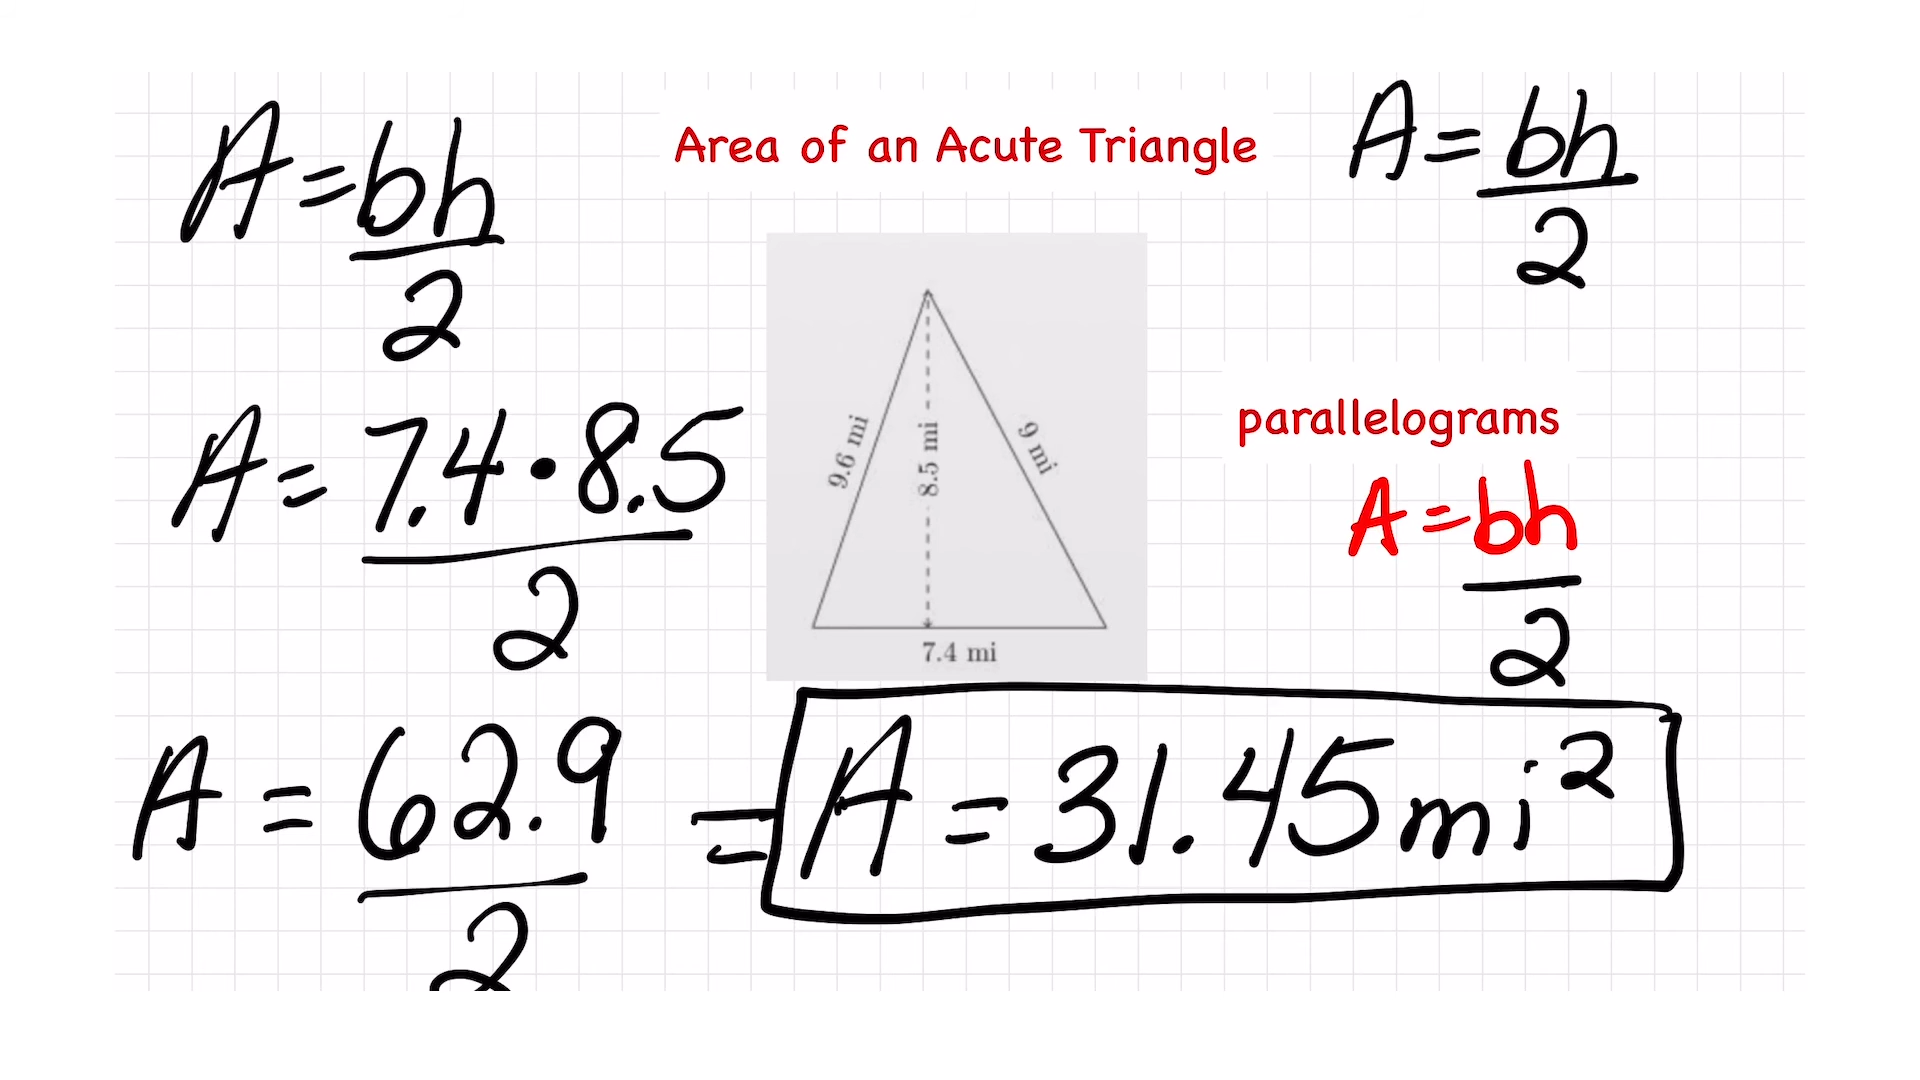 Area of an Acute Triangle
A = bh/2
A = bh/2
9.6 mi
8.5 mi
9 mi
7.4 mi
parallelograms
A = bh
2
A = 7.4 · 8.5/2
A = 62.9/2 = A = 31.45 mi²